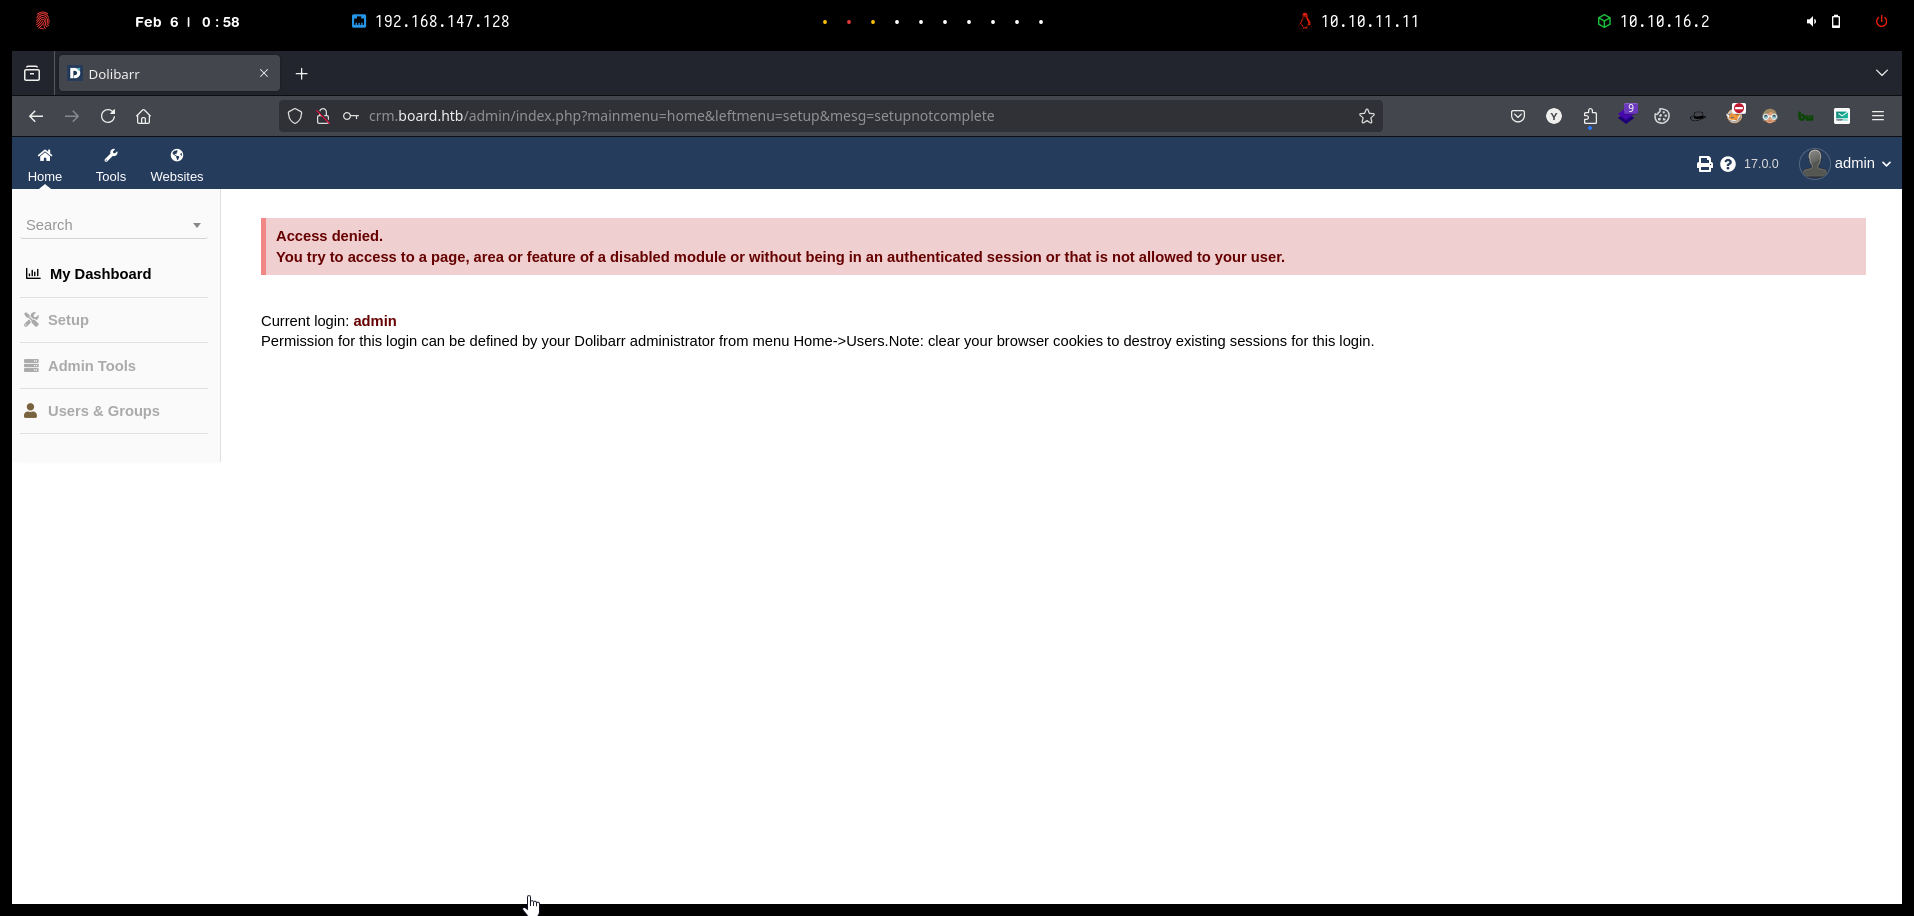 Feb 6 | 0:58 192.168.147.128 10.10.11.11 10.10.16.2
Dolibarr
crm.board.htb/admin/index.php?mainmenu=home&leftmenu=setup&mesg=setupnotcomplete
Y
9
bw
Home Tools Websites
17.0.0 admin
Search
My Dashboard
Setup
Admin Tools
Users & Groups
Access denied.
You try to access to a page, area or feature of a disabled module or without being in an authenticated session or that is not allowed to your user.
Current login: admin
Permission for this login can be defined by your Dolibarr administrator from menu Home->Users.Note: clear your browser cookies to destroy existing sessions for this login.